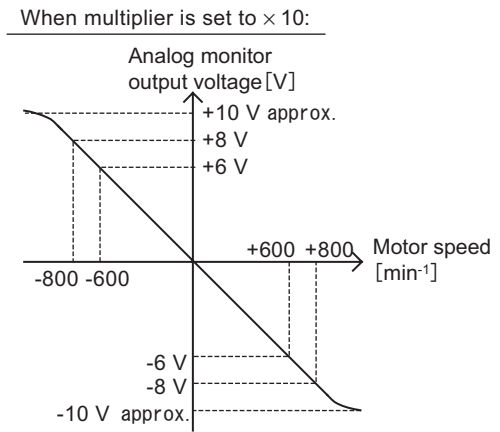 When multiplier is set to × 10:
Analog monitor
output voltage [V]
+10 V approx.
+8 V
+6 V
+600 +800
Motor speed
[min-1]
-800 -600
-6 V
-8 V
-10 V approx.